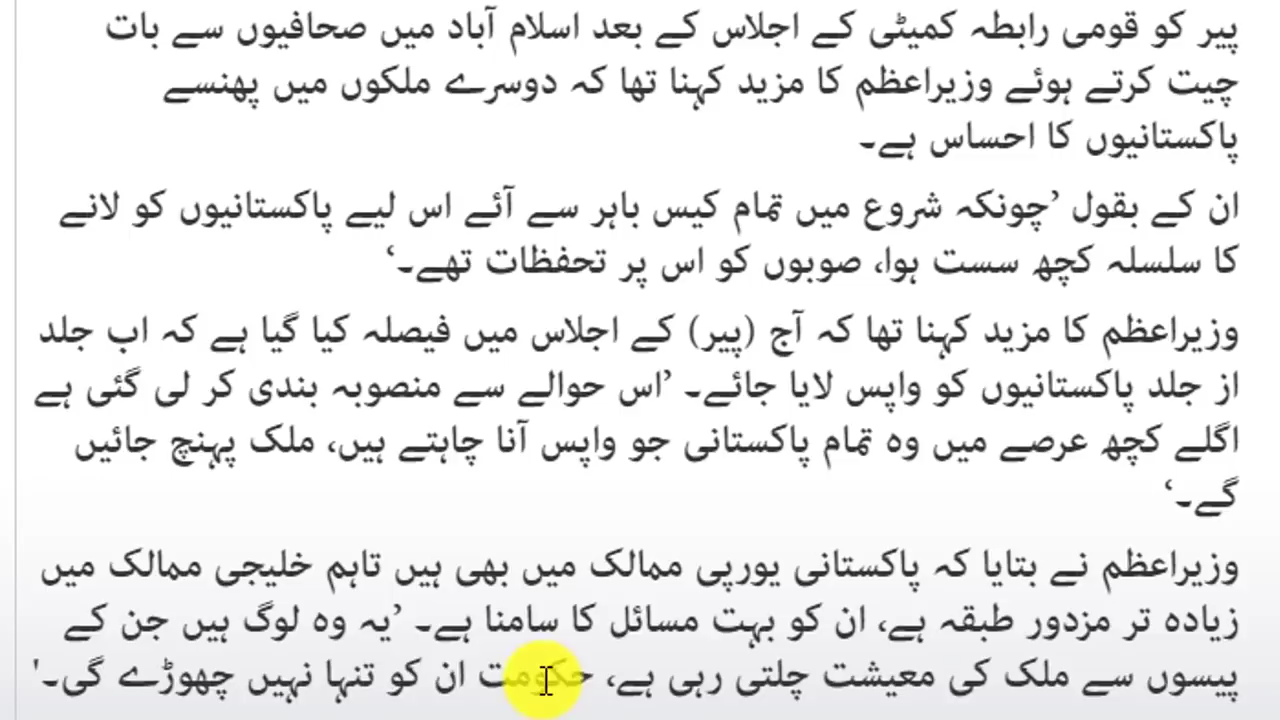 پیر کو قومی رابطہ کمیٹی کے اجلاس کے بعد اسلام آباد میں صحافیوں سے بات
چیت کرتے ہوئے وزیراعظم کا مزید کہنا تھا کہ دوسرے ملکوں میں پھنسے
پاکستانیوں کا احساس ہے۔
ان کے بقول ’چونکہ شروع میں تمام کیس باہر سے آئے اس لیے پاکستانیوں کو لانے
کا سلسلہ کچھ سست ہوا، صوبوں کو اس پر تحفظات تھے۔‘
وزیراعظم کا مزید کہنا تھا کہ آج (پیر) کے اجلاس میں فیصلہ کیا گیا ہے کہ اب جلد
از جلد پاکستانیوں کو واپس لایا جائے۔ ’اس حوالے سے منصوبہ بندی کر لی گئی ہے
اگلے کچھ عرصے میں وہ تمام پاکستانی جو واپس آنا چاہتے ہیں، ملک پہنچ جائیں
گے۔‘
وزیراعظم نے بتایا کہ پاکستانی یورپی ممالک میں بھی ہیں تاہم خلیجی ممالک میں
زیادہ تر مزدور طبقہ ہے، ان کو بہت مسائل کا سامنا ہے۔ ’یہ وہ لوگ ہیں جن کے
پیسوں سے ملک کی معیشت چلتی رہی ہے، حکومت ان کو تنہا نہیں چھوڑے گی۔'